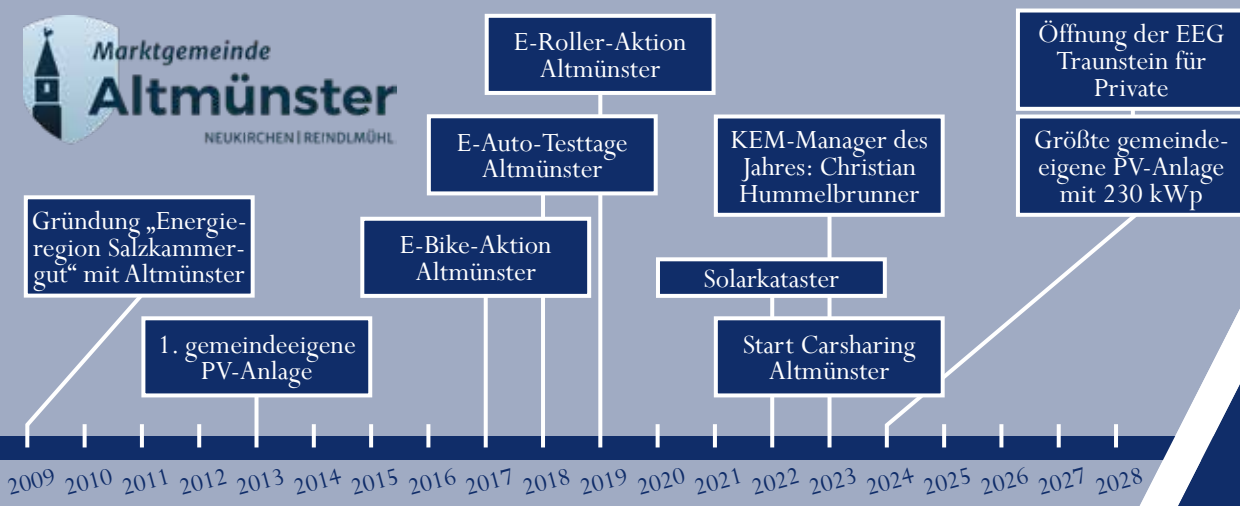 Marktgemeinde
Altmünster
NEUKIRCHEN | REINDLMÜHL
E-Roller-Aktion
Altmünster
Öffnung der EEG
Traunstein für
Private
E-Auto-Testtage
Altmünster
KEM-Manager des
Jahres: Christian
Hummelbrunner
Größte gemeinde-
eigene PV-Anlage
mit 230 kWp
Gründung „Energie-
region Salzkammer-
gut“ mit Altmünster
E-Bike-Aktion
Altmünster
Solarkataster
1. gemeindeeigene
PV-Anlage
Start Carsharing
Altmünster
2009 2010 2011 2012 2013 2014 2015 2016 2017 2018 2019 2020 2021 2022 2023 2024 2025 2026 2027 2028